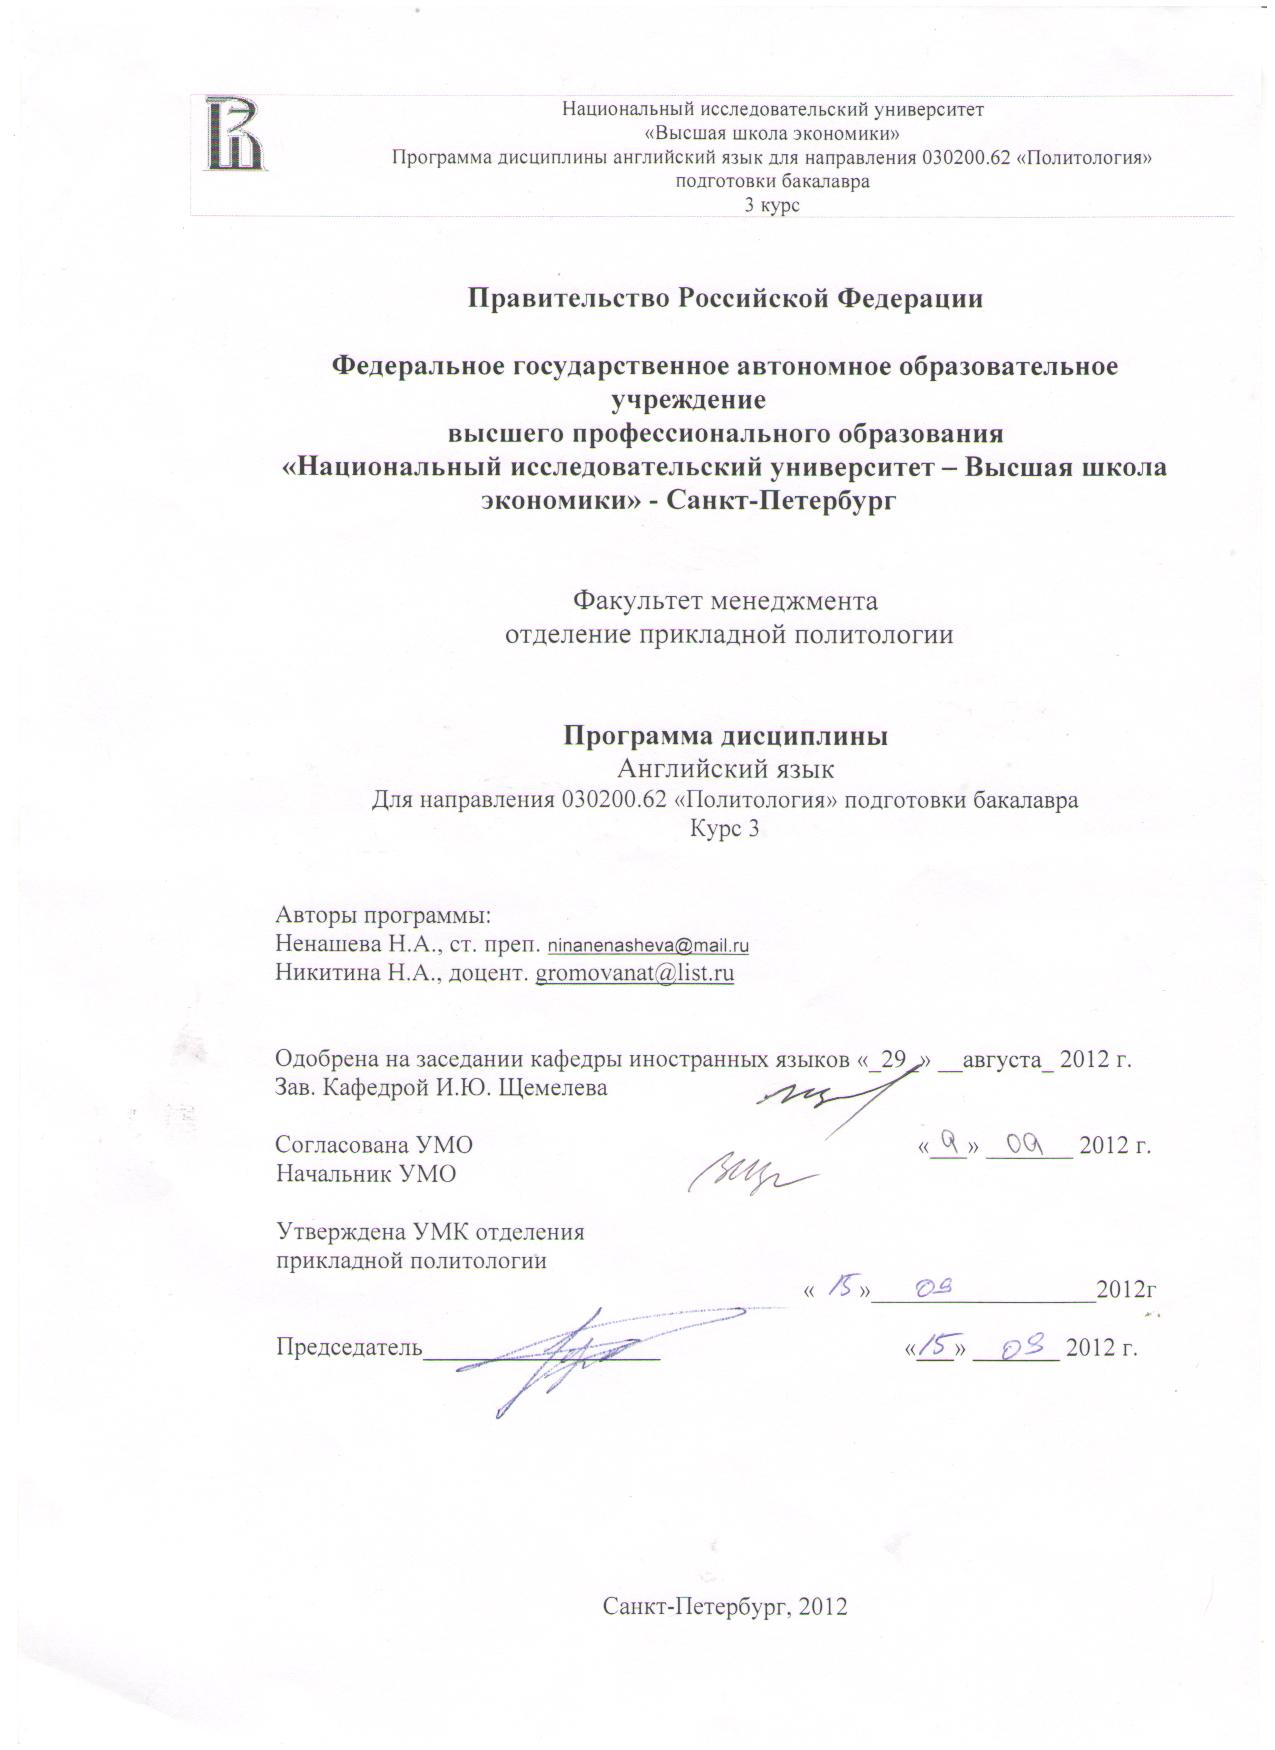 Национальный исследовательский университет
«Высшая школа экономики»
Программа дисциплины английский язык для направления 030200.62 «Политология»
подготовки бакалавра
3 курс
Правительство Российской Федерации
Федеральное государственное автономное образовательное
учреждение
высшего профессионального образования
«Национальный исследовательский университет – Высшая школа
экономики» - Санкт-Петербург
Факультет менеджмента
отделение прикладной политологии
Программа дисциплины
Английский язык
Для направления 030200.62 «Политология» подготовки бакалавра
Курс 3
Авторы программы:
Ненашева Н.А., ст. преп. ninanenasheva@mail.ru
Никитина Н.А., доцент. gromovanat@list.ru
Одобрена на заседании кафедры иностранных языков «_29_» __августа_ 2012 г.
Зав. Кафедрой И.Ю. Щемелева
Согласована УМО «_9_» 09 2012 г.
Начальник УМО
Утверждена УМК отделения
прикладной политологии
« 15 » 09 2012г
Председатель «15» 09 2012 г.
Санкт-Петербург, 2012